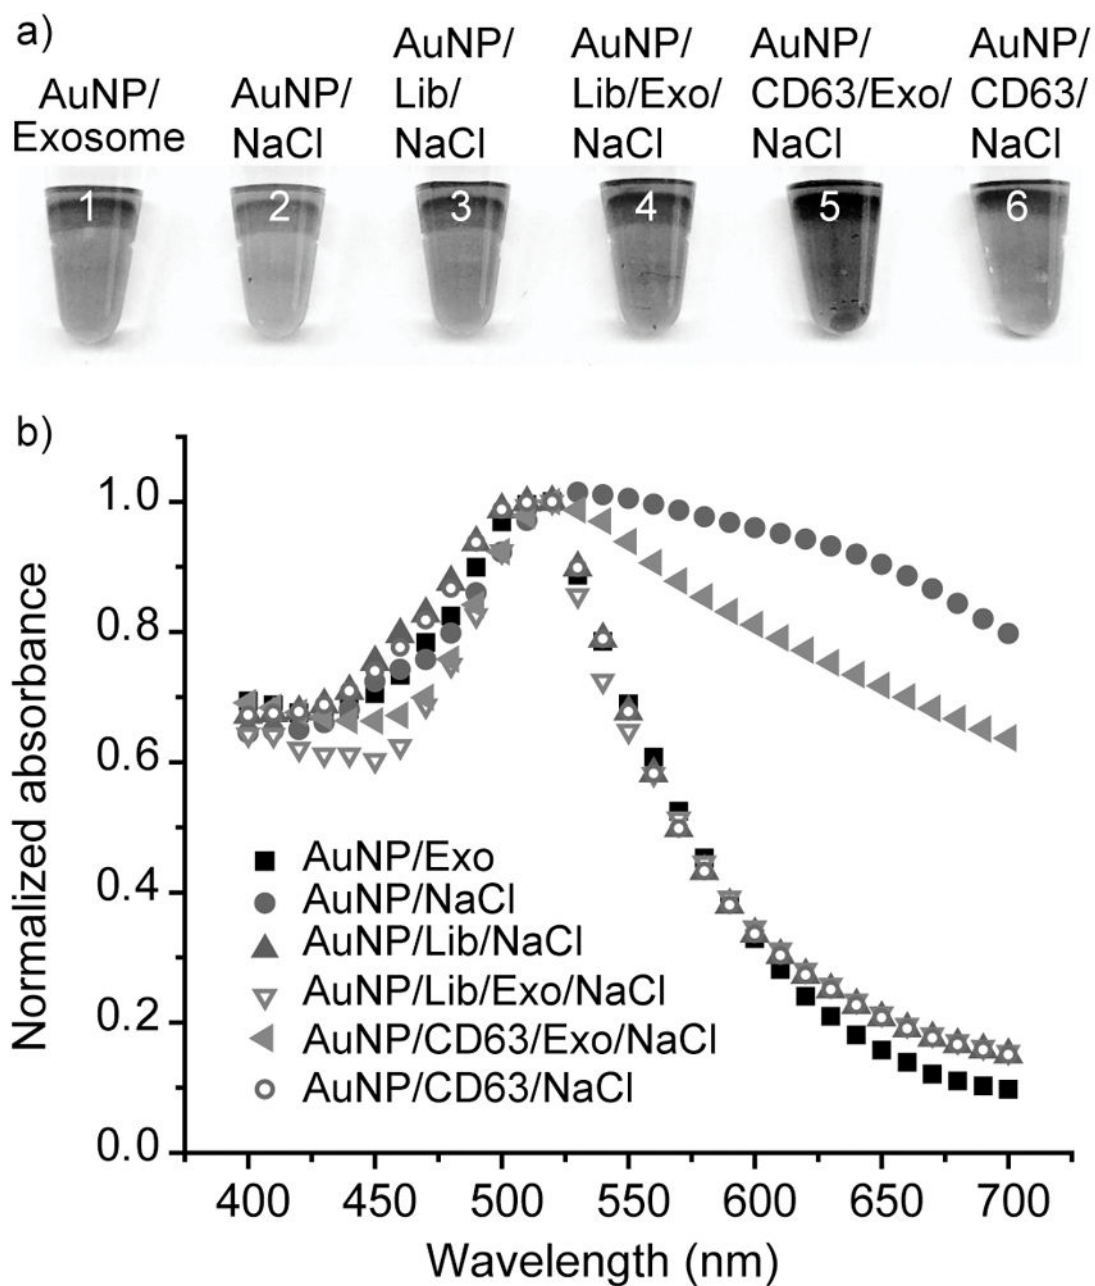 a)
AuNP/
Exosome
AuNP/
NaCl
AuNP/
Lib/
NaCl
AuNP/
Lib/Exo/
NaCl
AuNP/
CD63/Exo/
NaCl
AuNP/
CD63/
NaCl
1
2
3
4
5
6
b)
Normalized absorbance
1.0
0.8
0.6
0.4
0.2
0.0
AuNP/Exo
AuNP/NaCl
AuNP/Lib/NaCl
AuNP/Lib/Exo/NaCl
AuNP/CD63/Exo/NaCl
AuNP/CD63/NaCl
400 450 500 550 600 650 700
Wavelength (nm)